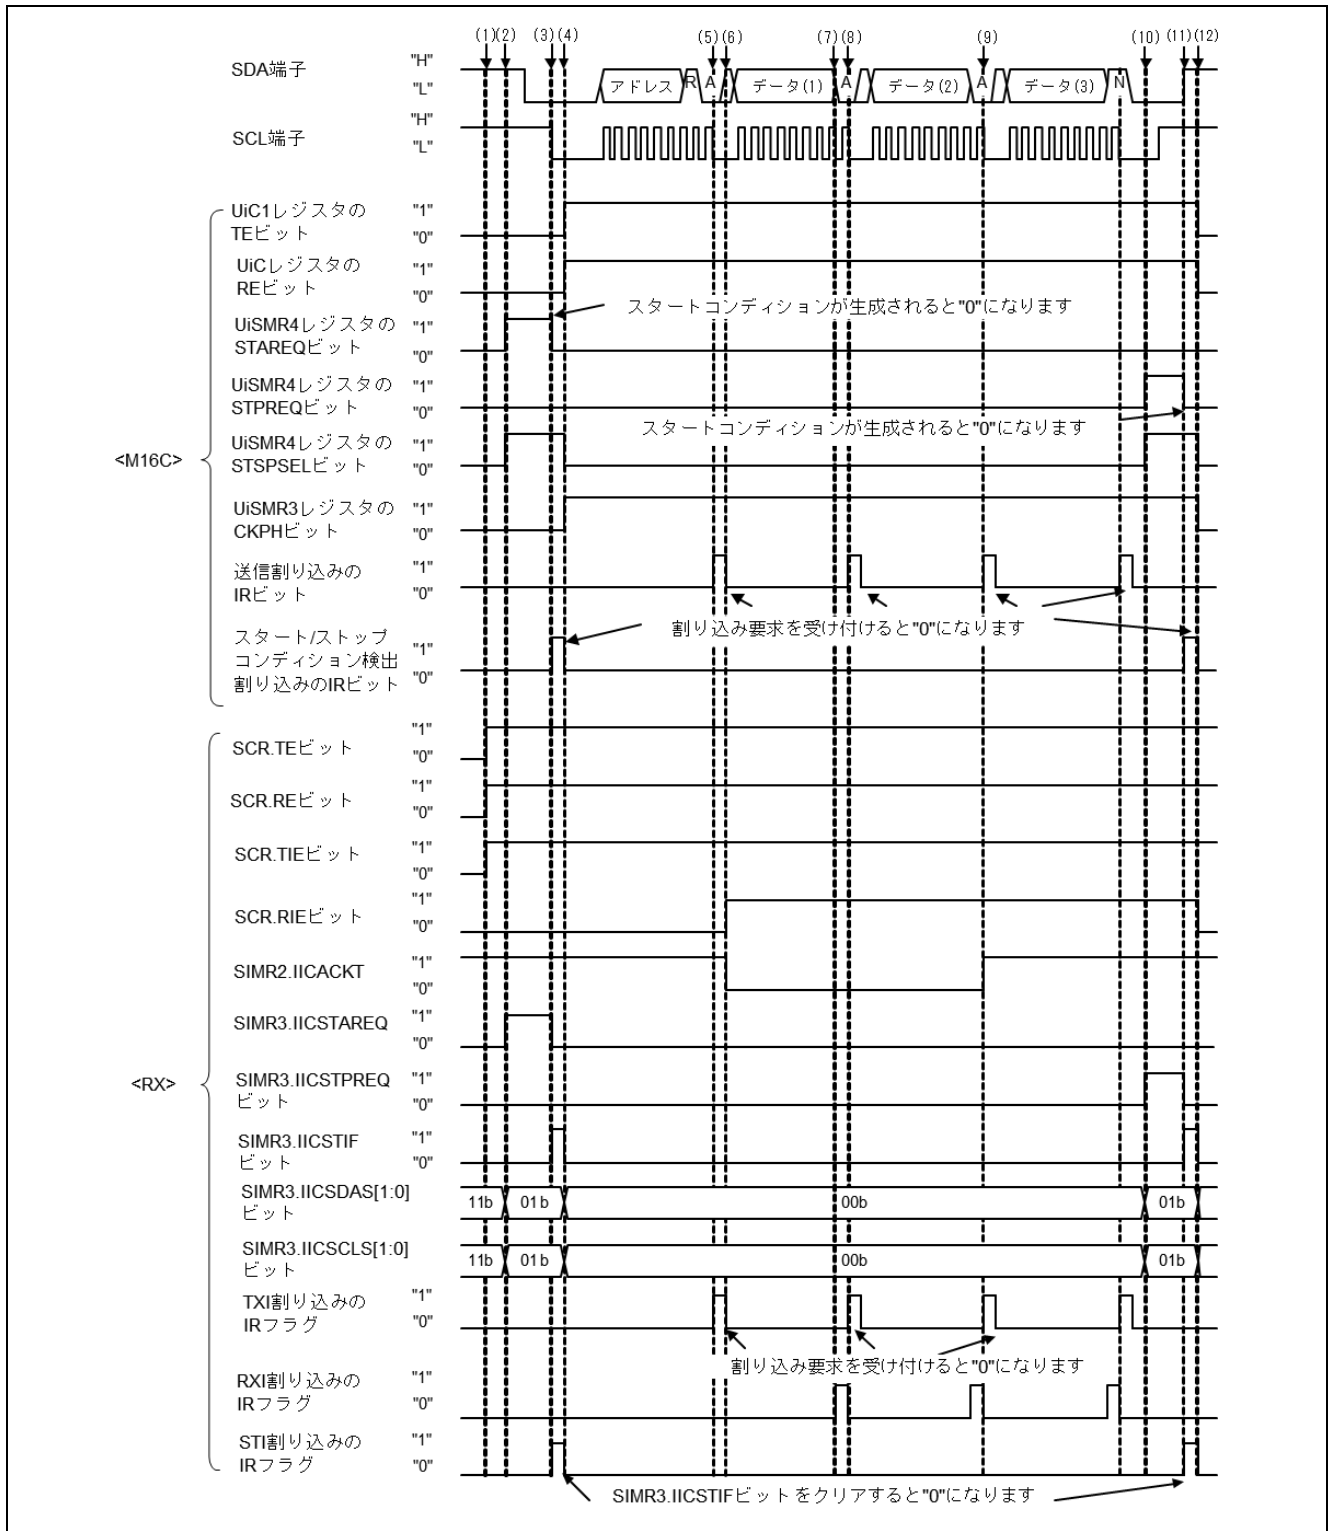 (1)(2) (3)(4) (5)(6) (7)(8) (9) (10) (11) (12)
SDA端子 "H" "L" アドレス R A データ(1) A データ(2) A データ(3) N
SCL端子 "H" "L"
<M16C>
UiC1レジスタの "1"
TEビット "0"
UiCレジスタの "1"
REビット "0"
スタートコンディションが生成されると"0"になります
UiSMR4レジスタの "1"
STAREQビット "0"
UiSMR4レジスタの "1"
STPREQビット "0"
スタートコンディションが生成されると"0"になります
UiSMR4レジスタの "1"
STSPSELビット "0"
UiSMR3レジスタの "1"
CKPHビット "0"
送信割り込みの "1"
IRビット "0"
割り込み要求を受け付けると"0"になります
スタート/ストップ
コンディション検出 "1"
割り込みのIRビット "0"
<RX>
SCR.TEビット "1" "0"
SCR.REビット "1" "0"
SCR.TIEビット "1" "0"
SCR.RIEビット "1" "0"
SIMR2.IICACKT "1" "0"
SIMR3.IICSTAREQ "1" "0"
SIMR3.IICSTPREQ "1"
ビット "0"
SIMR3.IICSTIF "1"
ビット "0"
SIMR3.IICSDAS[1:0]
ビット 11b 01b 00b 01b
SIMR3.IICSCLS[1:0]
ビット 11b 01b 00b 01b
TXI割り込みの "1"
IRフラグ "0"
割り込み要求を受け付けると"0"になります
RXI割り込みの "1"
IRフラグ "0"
STI割り込みの "1"
IRフラグ "0"
SIMR3.IICSTIFビットをクリアすると"0"になります